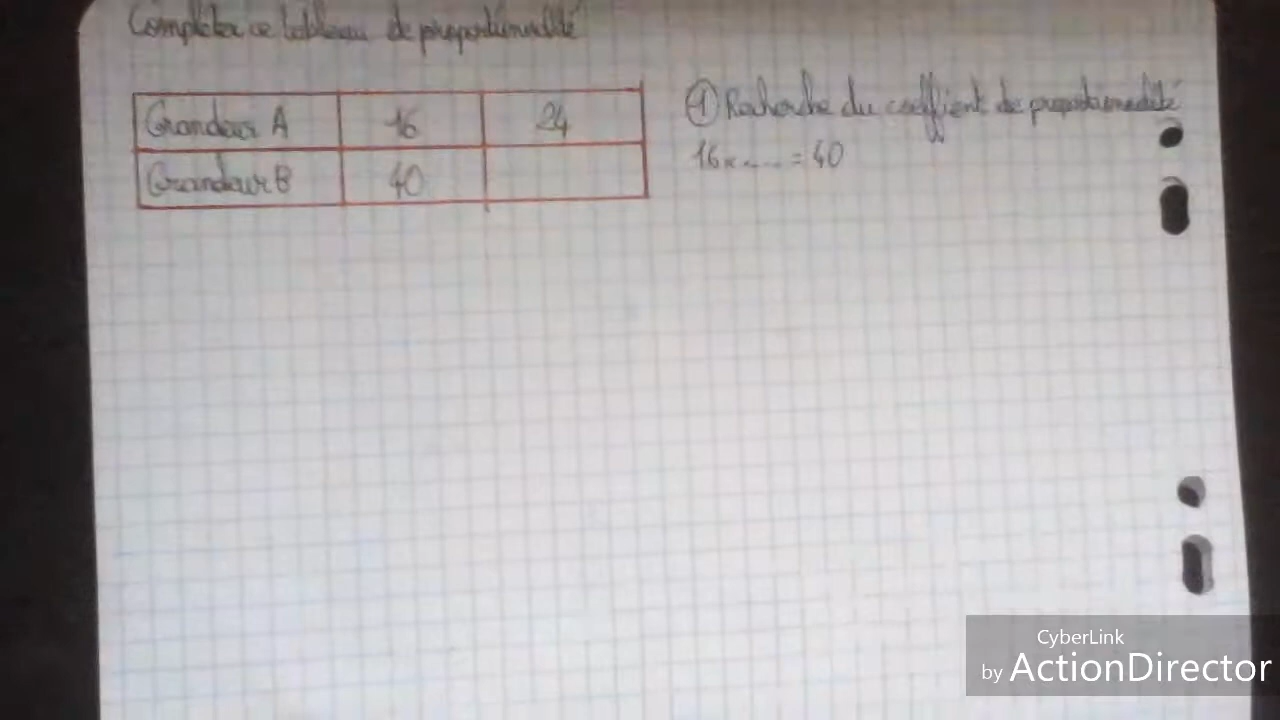 Compléter ce tableau de proportionnalité
Grandeur A 16 24
Grandeur B 40
① Recherche du coefficient de proportionnalité
16 x ..... = 40
CyberLink
by ActionDirector